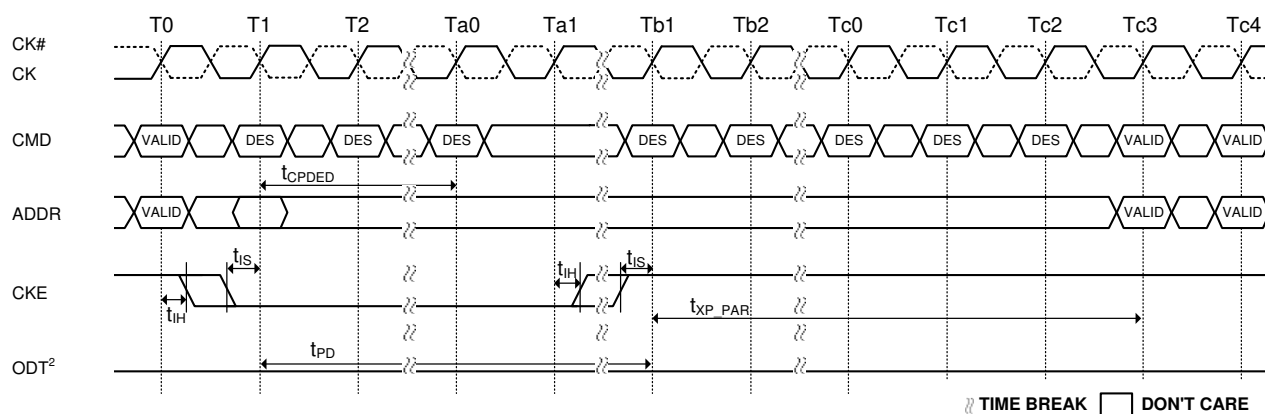 T0 T1 T2 Ta0 Ta1 Tb1 Tb2 Tc0 Tc1 Tc2 Tc3 Tc4
CK#
CK
CMD VALID DES DES DES DES DES DES DES DES VALID VALID
tCPDED
ADDR VALID VALID VALID
tIS tIH tIS
CKE
tIH tXP_PAR
tPD
ODT2
TIME BREAK DON'T CARE